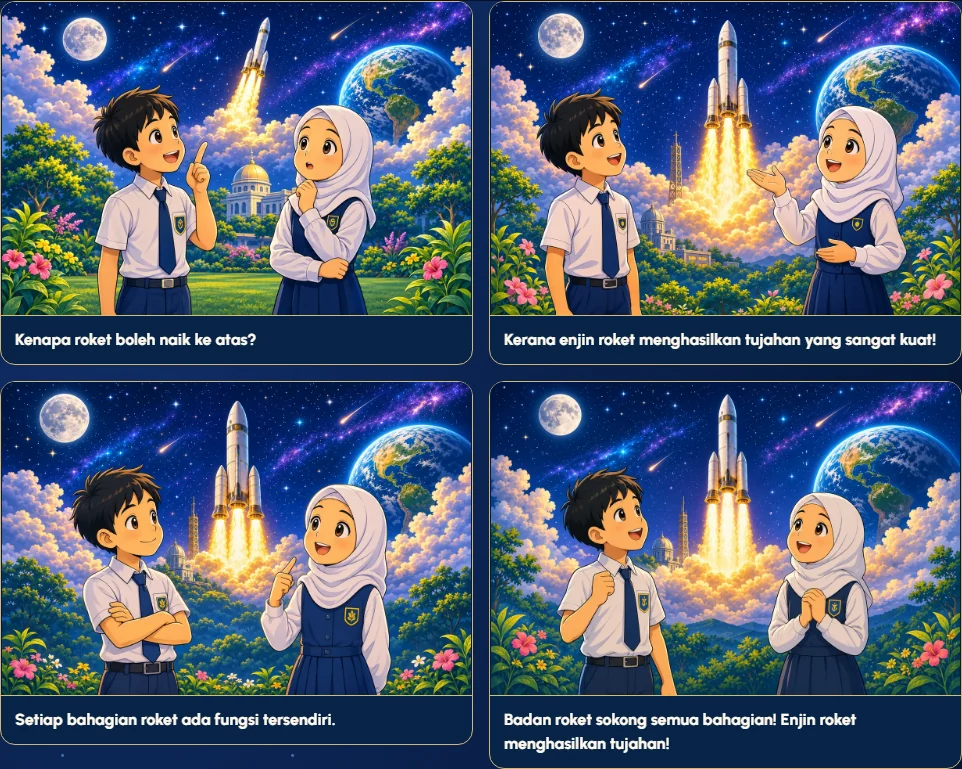 Kenapa roket boleh naik ke atas?
Kerana enjin roket menghasilkan tujahan yang sangat kuat!
Setiap bahagian roket ada fungsi tersendiri.
Badan roket sokong semua bahagian! Enjin roket
menghasilkan tujahan!